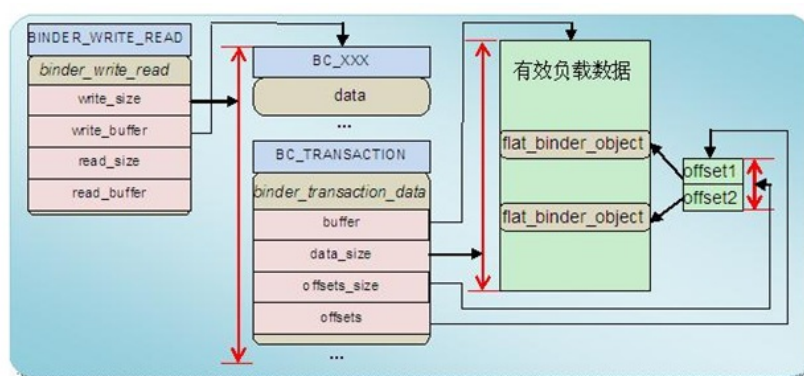 BINDER_WRITE_READ
binder_write_read
write_size
write_buffer
read_size
read_buffer
BC_XXX
data
...
BC_TRANSACTION
binder_transaction_data
buffer
data_size
offsets_size
offsets
...
有效负载数据
flat_binder_object
flat_binder_object
offset1
offset2